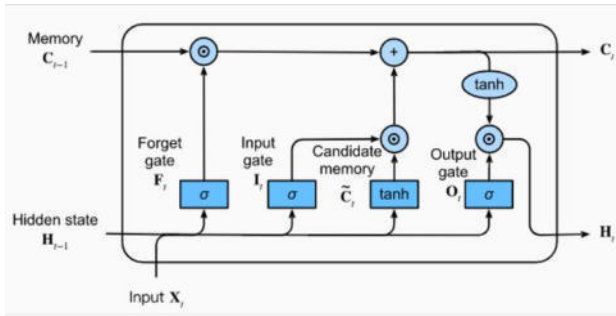 Memory
C_{t-1}
C_t
tanh
Forget gate F_t
Input gate I_t
Candidate memory C̃_t
Output gate O_t
σ
σ
tanh
σ
Hidden state
H_{t-1}
H_t
Input X_t